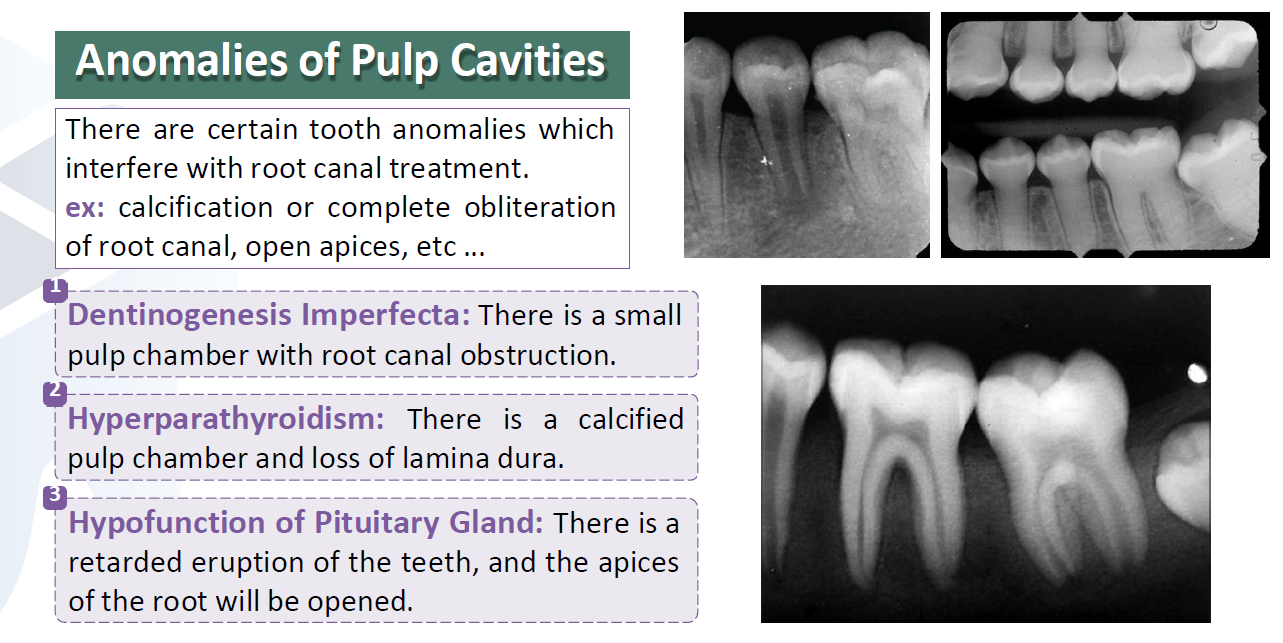 Anomalies of Pulp Cavities
There are certain tooth anomalies which
interfere with root canal treatment.
ex: calcification or complete obliteration
of root canal, open apices, etc ...
1
Dentinogenesis Imperfecta: There is a small
pulp chamber with root canal obstruction.
2
Hyperparathyroidism: There is a calcified
pulp chamber and loss of lamina dura.
3
Hypofunction of Pituitary Gland: There is a
retarded eruption of the teeth, and the apices
of the root will be opened.